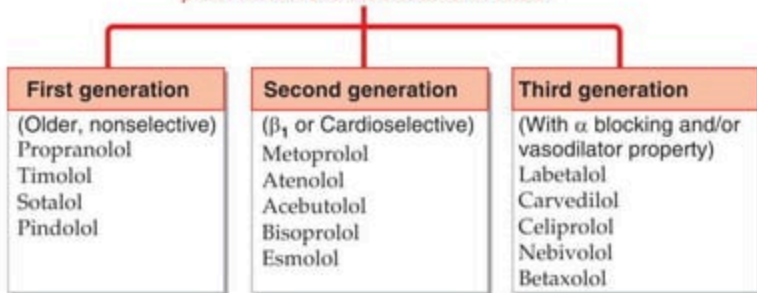 First generation
(Older, nonselective)
Propranolol
Timolol
Sotalol
Pindolol
Second generation
(β₁ or Cardioselective)
Metoprolol
Atenolol
Acebutolol
Bisoprolol
Esmolol
Third generation
(With α blocking and/or
vasodilator property)
Labetalol
Carvedilol
Celiprolol
Nebivolol
Betaxolol